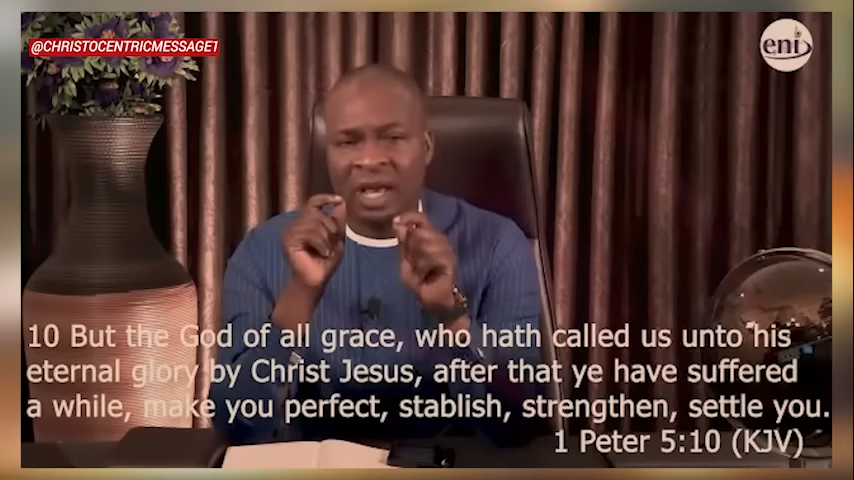 @CHRISTOCENTRICMESSAGE1
eni
10 But the God of all grace, who hath called us unto his
eternal glory by Christ Jesus, after that ye have suffered
a while, make you perfect, stablish, strengthen, settle you.
1 Peter 5:10 (KJV)